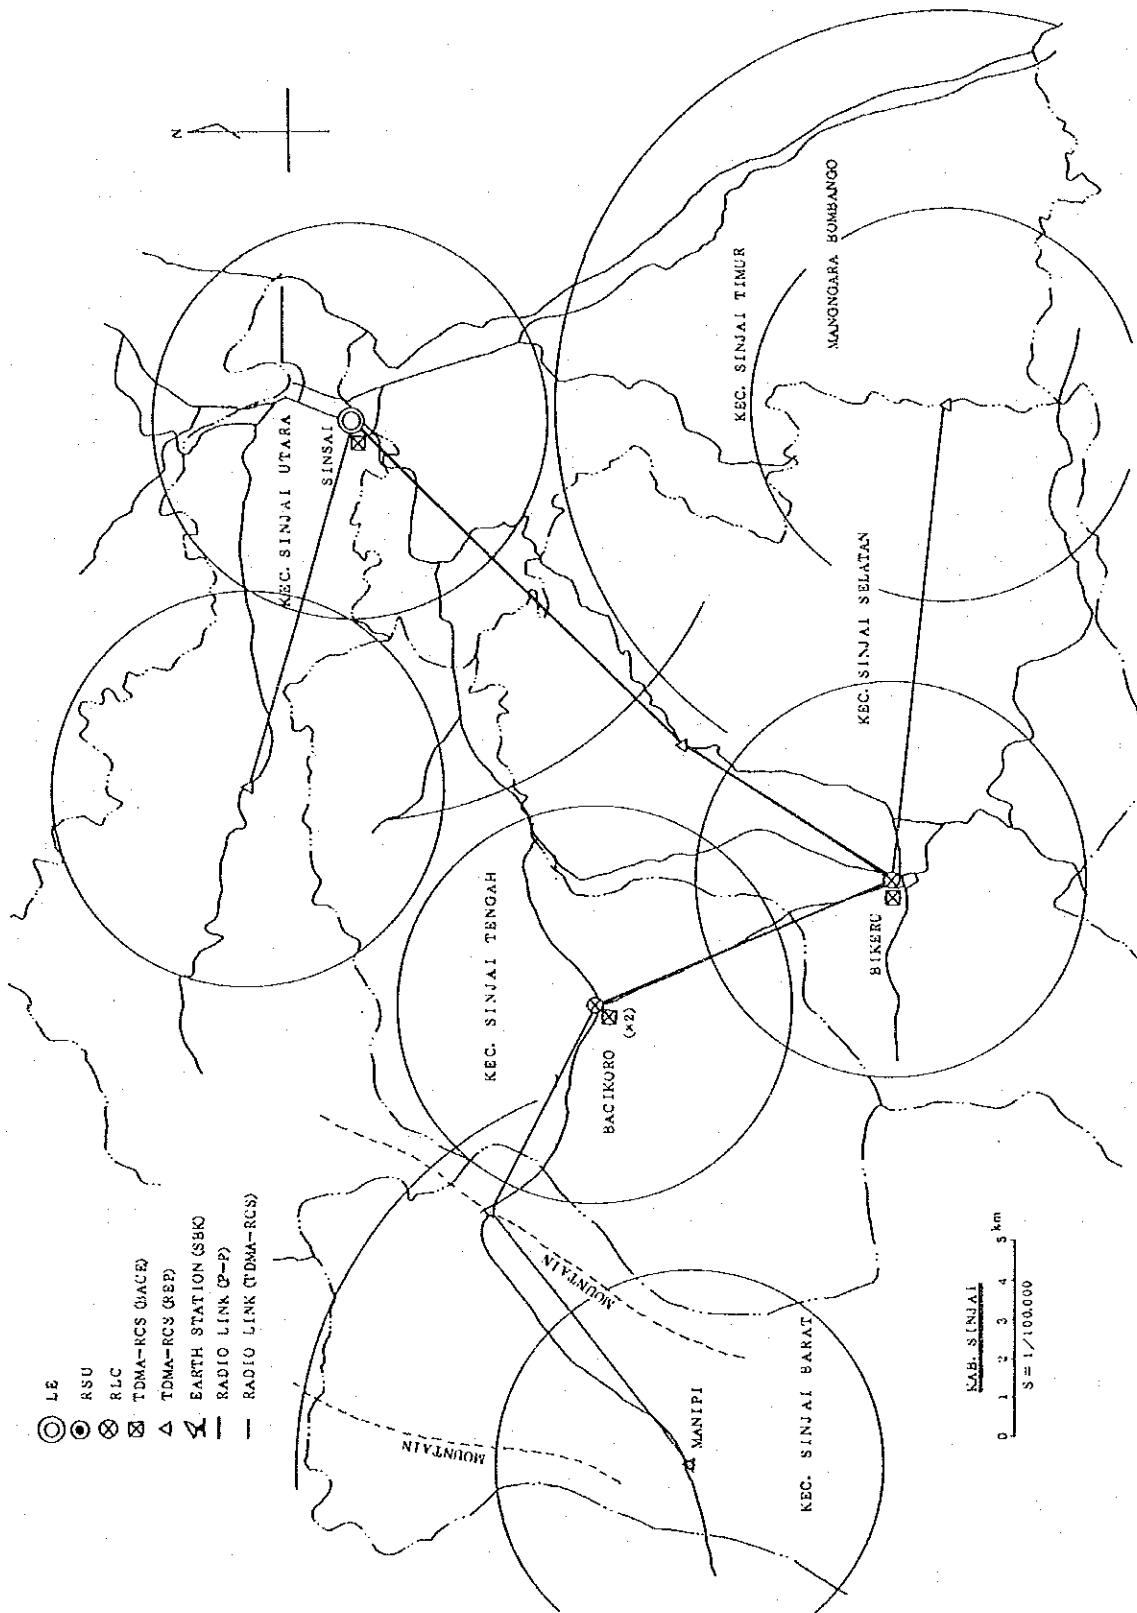 N
KEC. SINJAI UTARA
SINSAI
KEC. SINJAI TIMUR
MANONGARA BOMBANGO
KEC. SINJAI SELATAN
KEC. SINJAI TENGAH
BACIKORO
(×2)
BIKERU
MOUNTAIN
MOUNTAIN
MANIPI
KEC. SINJAI BARAT
LE
RSU
RLC
TDMA-RCS (BACE)
TDMA-RCS (REP)
EARTH STATION (SBK)
RADIO LINK (P-P)
RADIO LINK (TDMA-RCS)
KAB. SINJAI
0 1 2 3 4 5 km
S = 1/100,000